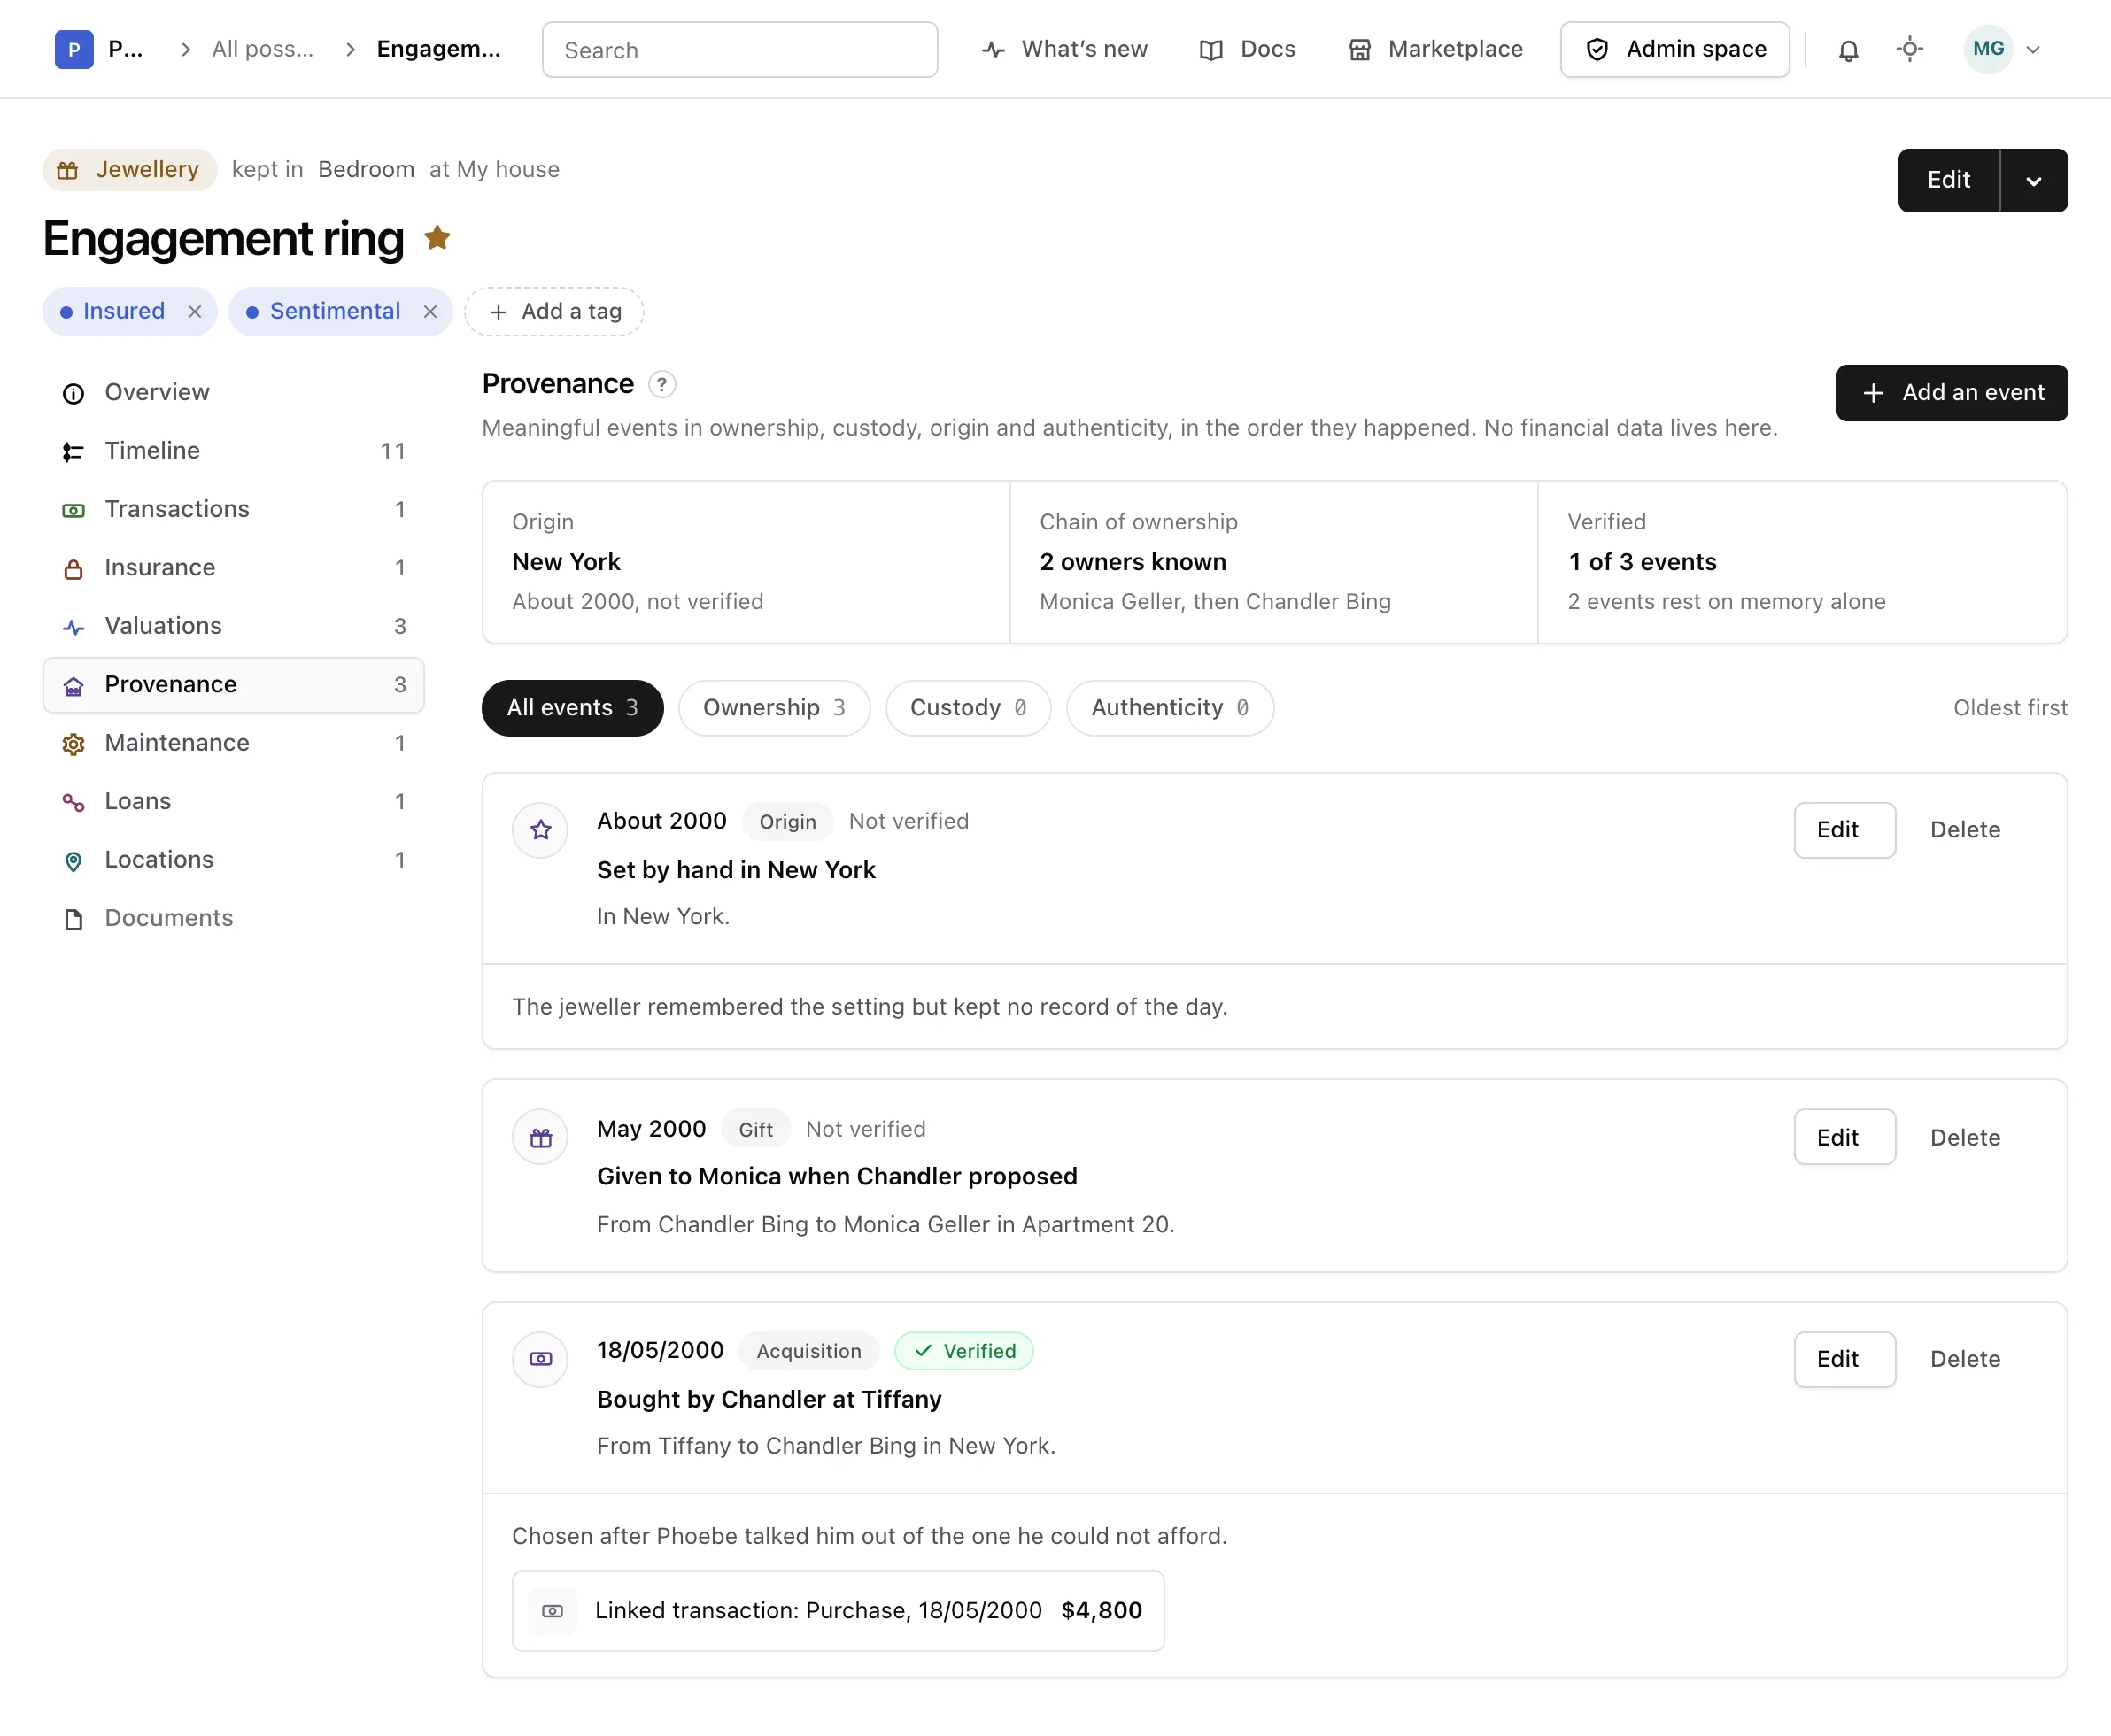 P P... > All poss... > Engagem... Search What's new Docs Marketplace Admin space MG
Jewellery kept in Bedroom at My house
Edit
Engagement ring
Insured × Sentimental × + Add a tag
Overview
Timeline 11
Transactions 1
Insurance 1
Valuations 3
Provenance 3
Maintenance 1
Loans 1
Locations 1
Documents
Provenance ?
+ Add an event
Meaningful events in ownership, custody, origin and authenticity, in the order they happened. No financial data lives here.
Origin
New York
About 2000, not verified
Chain of ownership
2 owners known
Monica Geller, then Chandler Bing
Verified
1 of 3 events
2 events rest on memory alone
All events 3 Ownership 3 Custody 0 Authenticity 0 Oldest first
About 2000 Origin Not verified
Edit Delete
Set by hand in New York
In New York.
The jeweller remembered the setting but kept no record of the day.
May 2000 Gift Not verified
Edit Delete
Given to Monica when Chandler proposed
From Chandler Bing to Monica Geller in Apartment 20.
18/05/2000 Acquisition Verified
Edit Delete
Bought by Chandler at Tiffany
From Tiffany to Chandler Bing in New York.
Chosen after Phoebe talked him out of the one he could not afford.
Linked transaction: Purchase, 18/05/2000 $4,800